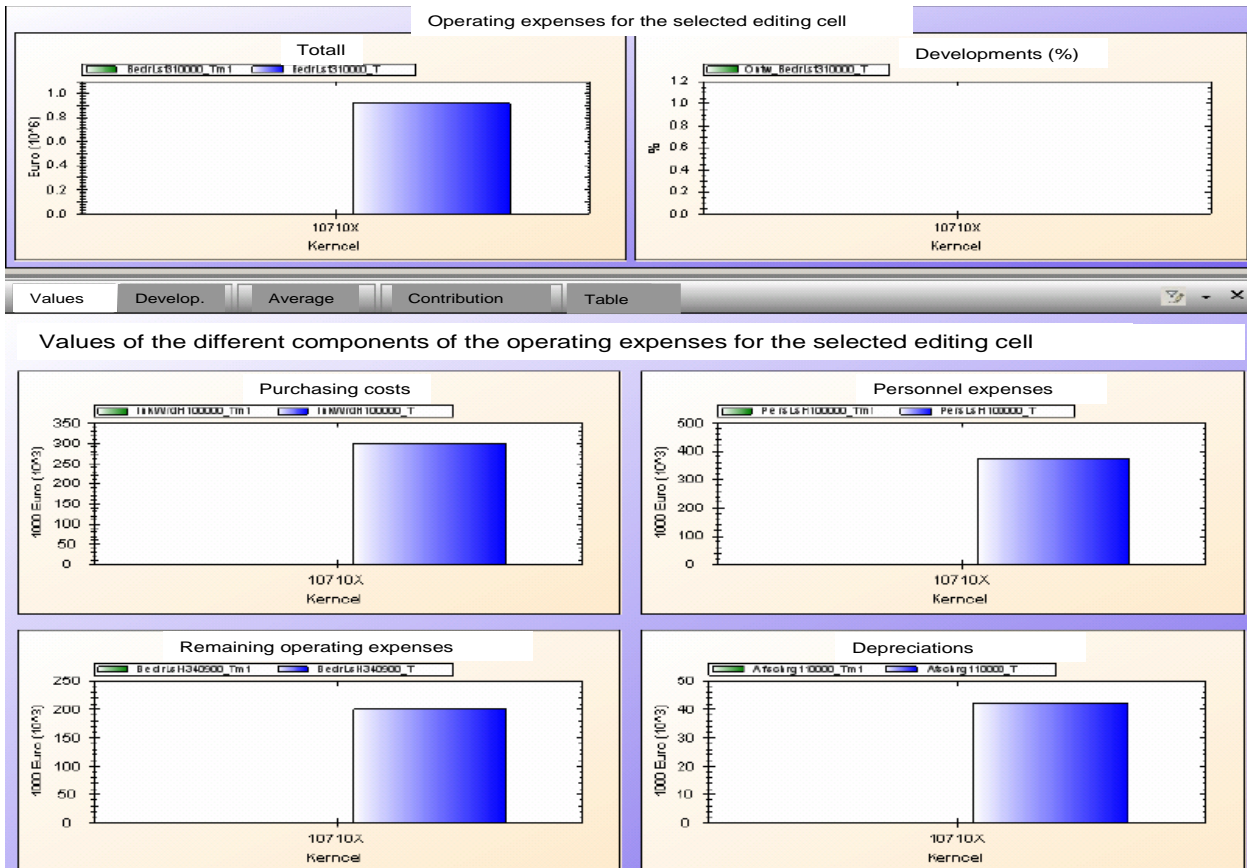 Operating expenses for the selected editing cell
Totall
BedrLst310000_Tm1 BedrLst310000_T
Euro (10^6)
1.0
0.8
0.6
0.4
0.2
0.0
10710X
Kerncel
Developments (%)
Ontw_BedrLst310000_T
%
1.2
1.0
0.8
0.6
0.4
0.2
0.0
10710X
Kerncel
Values Develop. Average Contribution Table
Values of the different components of the operating expenses for the selected editing cell
Purchasing costs
InkWrdH100000_Tm1 InkWrdH100000_T
1000 Euro (10^3)
350
300
250
200
150
100
50
0
10710X
Kerncel
Personnel expenses
PersLsH100000_Tm1 PersLsH100000_T
1000 Euro (10^3)
500
400
300
200
100
0
10710X
Kerncel
Remaining operating expenses
BedrLsH340900_Tm1 BedrLsH340900_T
1000 Euro (10^3)
250
200
150
100
50
0
10710X
Kerncel
Depreciations
Afschrg110000_Tm1 Afschrg110000_T
1000 Euro (10^3)
50
40
30
20
10
0
10710X
Kerncel